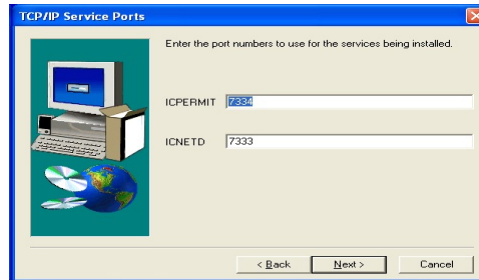 TCP/IP Service Ports
Enter the port numbers to use for the services being installed.
ICPERMIT 7334
ICNETD 7333
< Back Next > Cancel